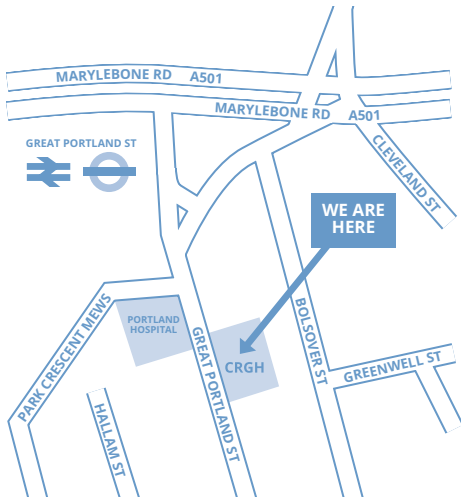 MARYLEBONE RD A501
MARYLEBONE RD A501
GREAT PORTLAND ST
CLEVELAND ST
WE ARE
HERE
PARK CRESCENT MEWS
PORTLAND
HOSPITAL
GREAT PORTLAND ST
CRGH
BOLSOVER ST
GREENWELL ST
HALLAM ST